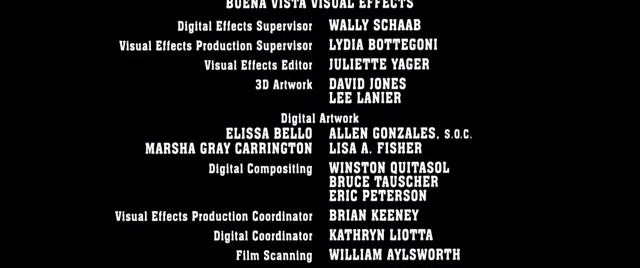 BUENA VISTA VISUAL EFFECTS
Digital Effects Supervisor WALLY SCHAAB
Visual Effects Production Supervisor LYDIA BOTTEGONI
Visual Effects Editor JULIETTE YAGER
3D Artwork DAVID JONES
LEE LANIER
Digital Artwork
ELISSA BELLO ALLEN GONZALES, S.O.C.
MARSHA GRAY CARRINGTON LISA A. FISHER
Digital Compositing WINSTON QUITASOL
BRUCE TAUSCHER
ERIC PETERSON
Visual Effects Production Coordinator BRIAN KEENEY
Digital Coordinator KATHRYN LIOTTA
Film Scanning WILLIAM AYLSWORTH